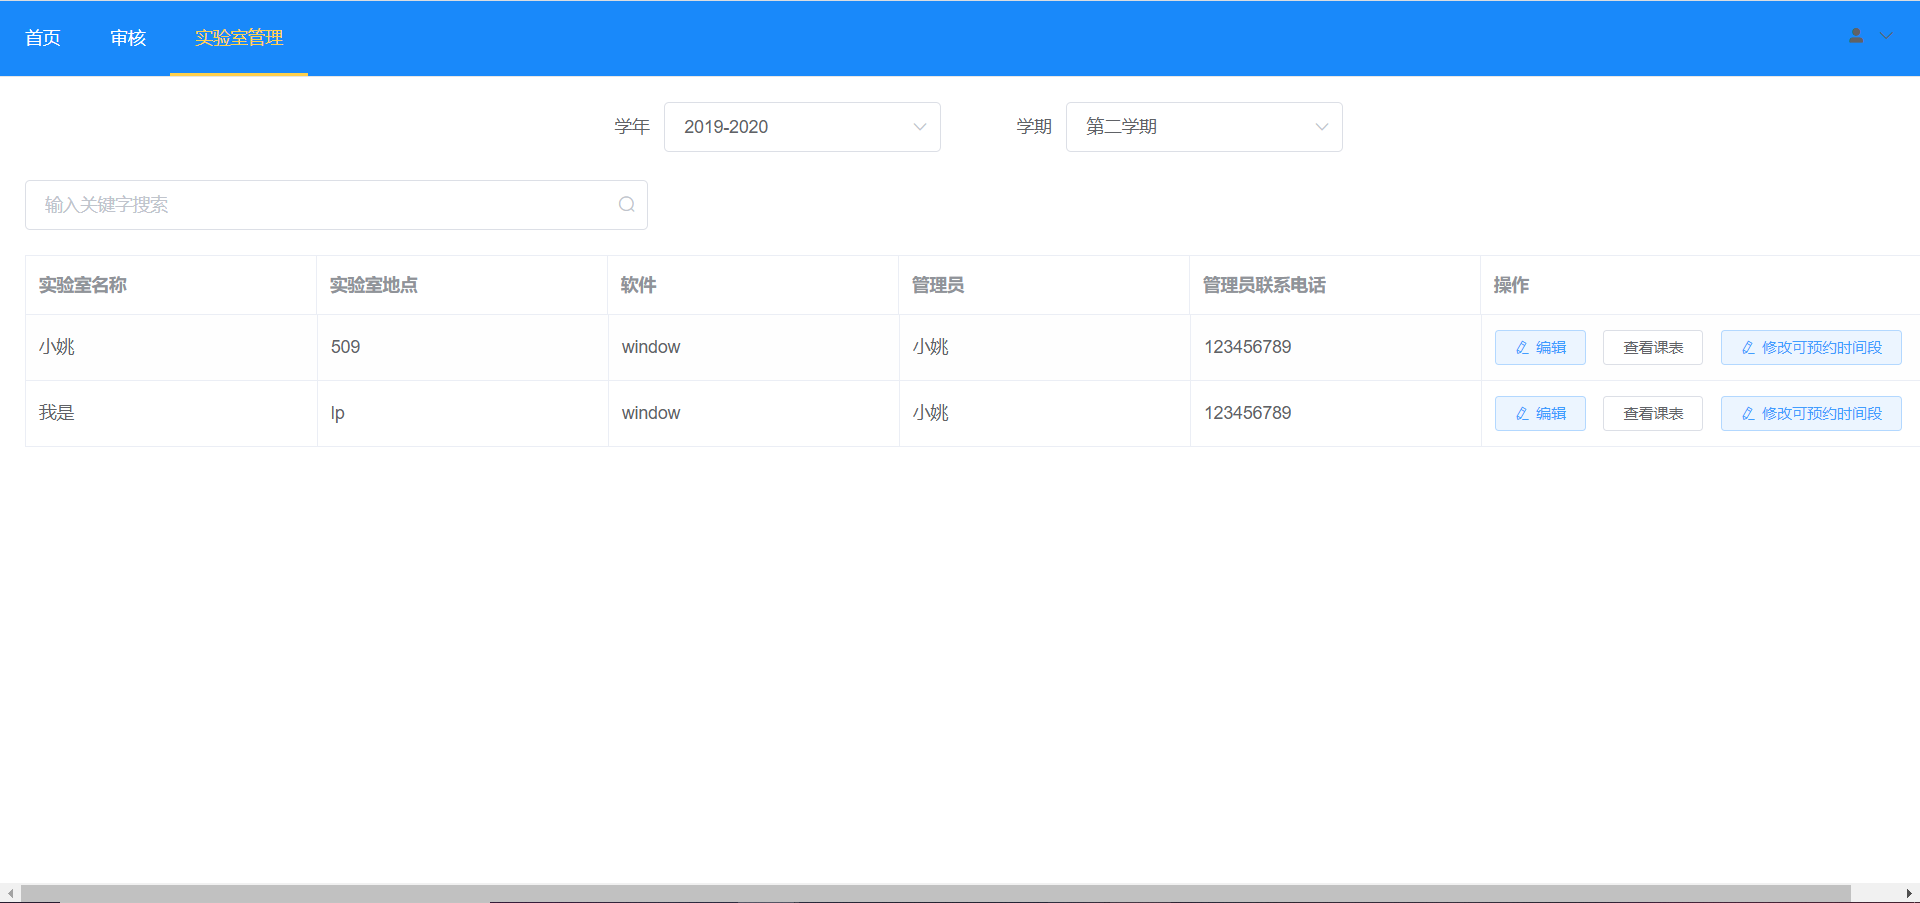 首页 审核 实验室管理
学年 2019-2020 学期 第二学期
输入关键字搜索
实验室名称 实验室地点 软件 管理员 管理员联系电话 操作
小姚 509 window 小姚 123456789 编辑 查看课表 修改可预约时间段
我是 lp window 小姚 123456789 编辑 查看课表 修改可预约时间段